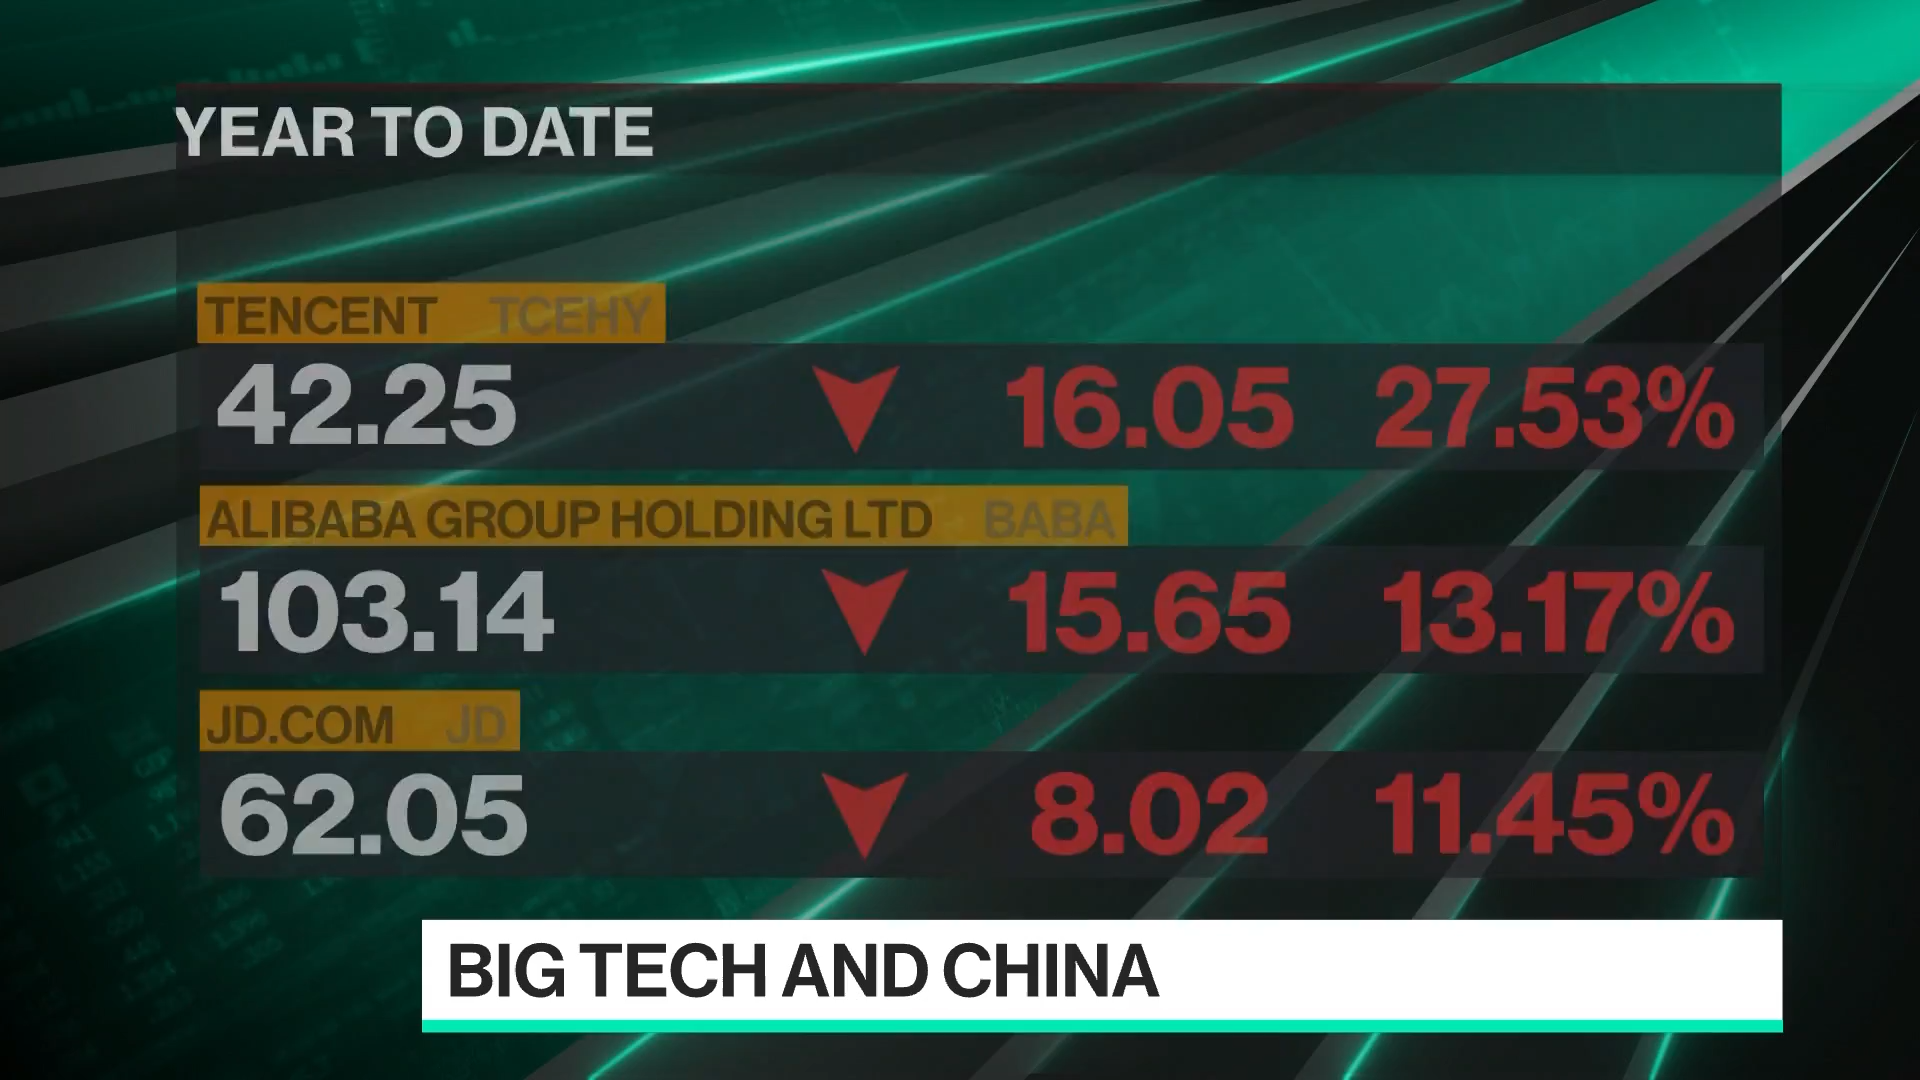 YEAR TO DATE
TENCENT TCEHY
42.25 16.05 27.53%
ALIBABA GROUP HOLDING LTD BABA
103.14 15.65 13.17%
JD.COM JD
62.05 8.02 11.45%
BIG TECH AND CHINA